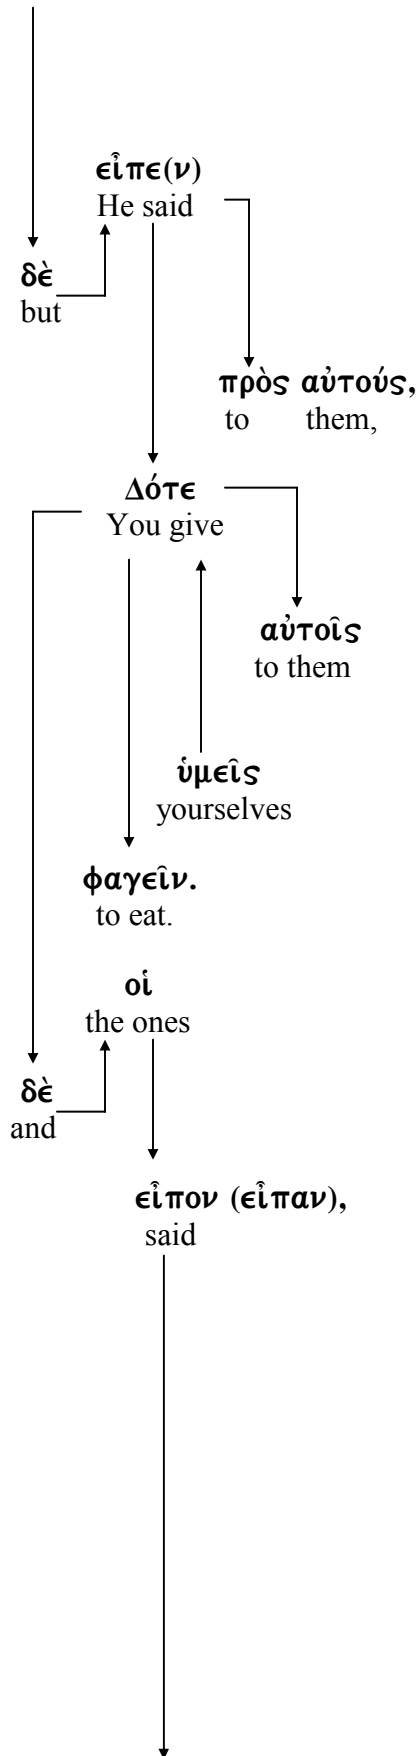 εἶπε(ν)
He said
δὲ
but
πρὸς αὐτούς,
to them,
Δότε
You give
αὐτοῖς
to them
ὑμεῖς
yourselves
φαγεῖν.
to eat.
οἱ
the ones
δὲ
and
εἶπον (εἶπαν),
said